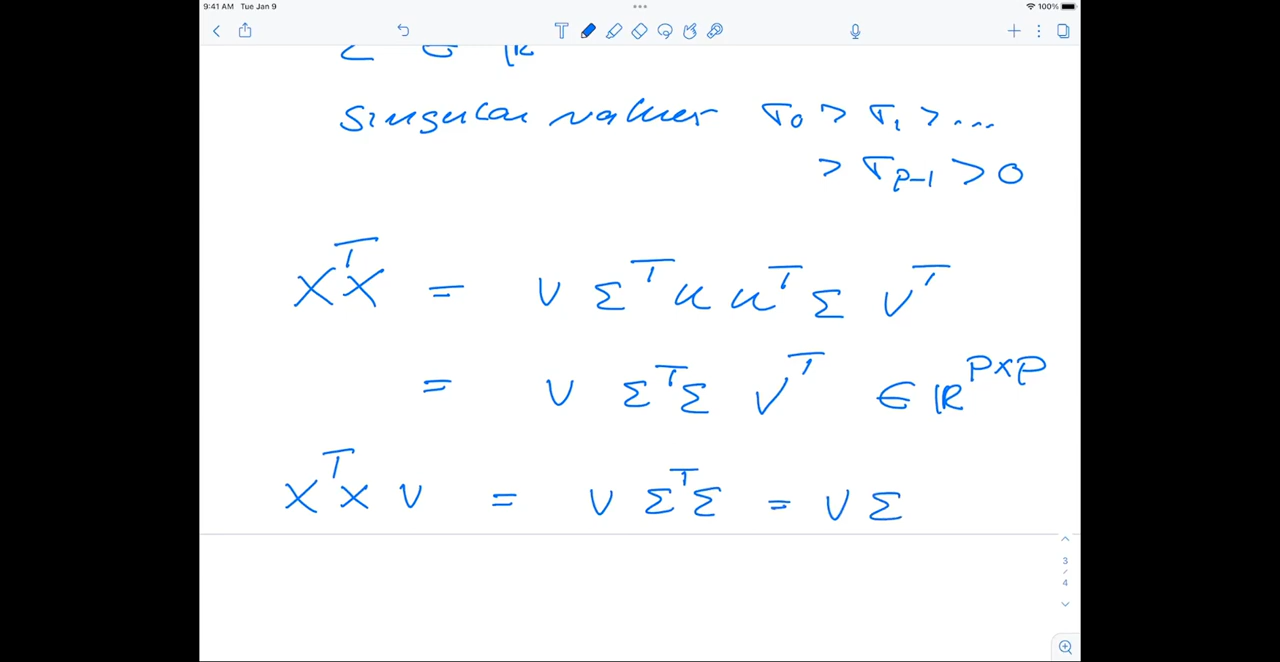 9:41 AM Tue Jan 9
100%
Σ ∈ ℝ
Singular values σ₀ > σ₁ > ...
> σₚ₋₁ > 0
XᵀX = V Σᵀ U Uᵀ Σ Vᵀ
= V ΣᵀΣ Vᵀ ∈ ℝᵖˣᵖ
XᵀX V = V ΣᵀΣ = V Σ
3
/
4